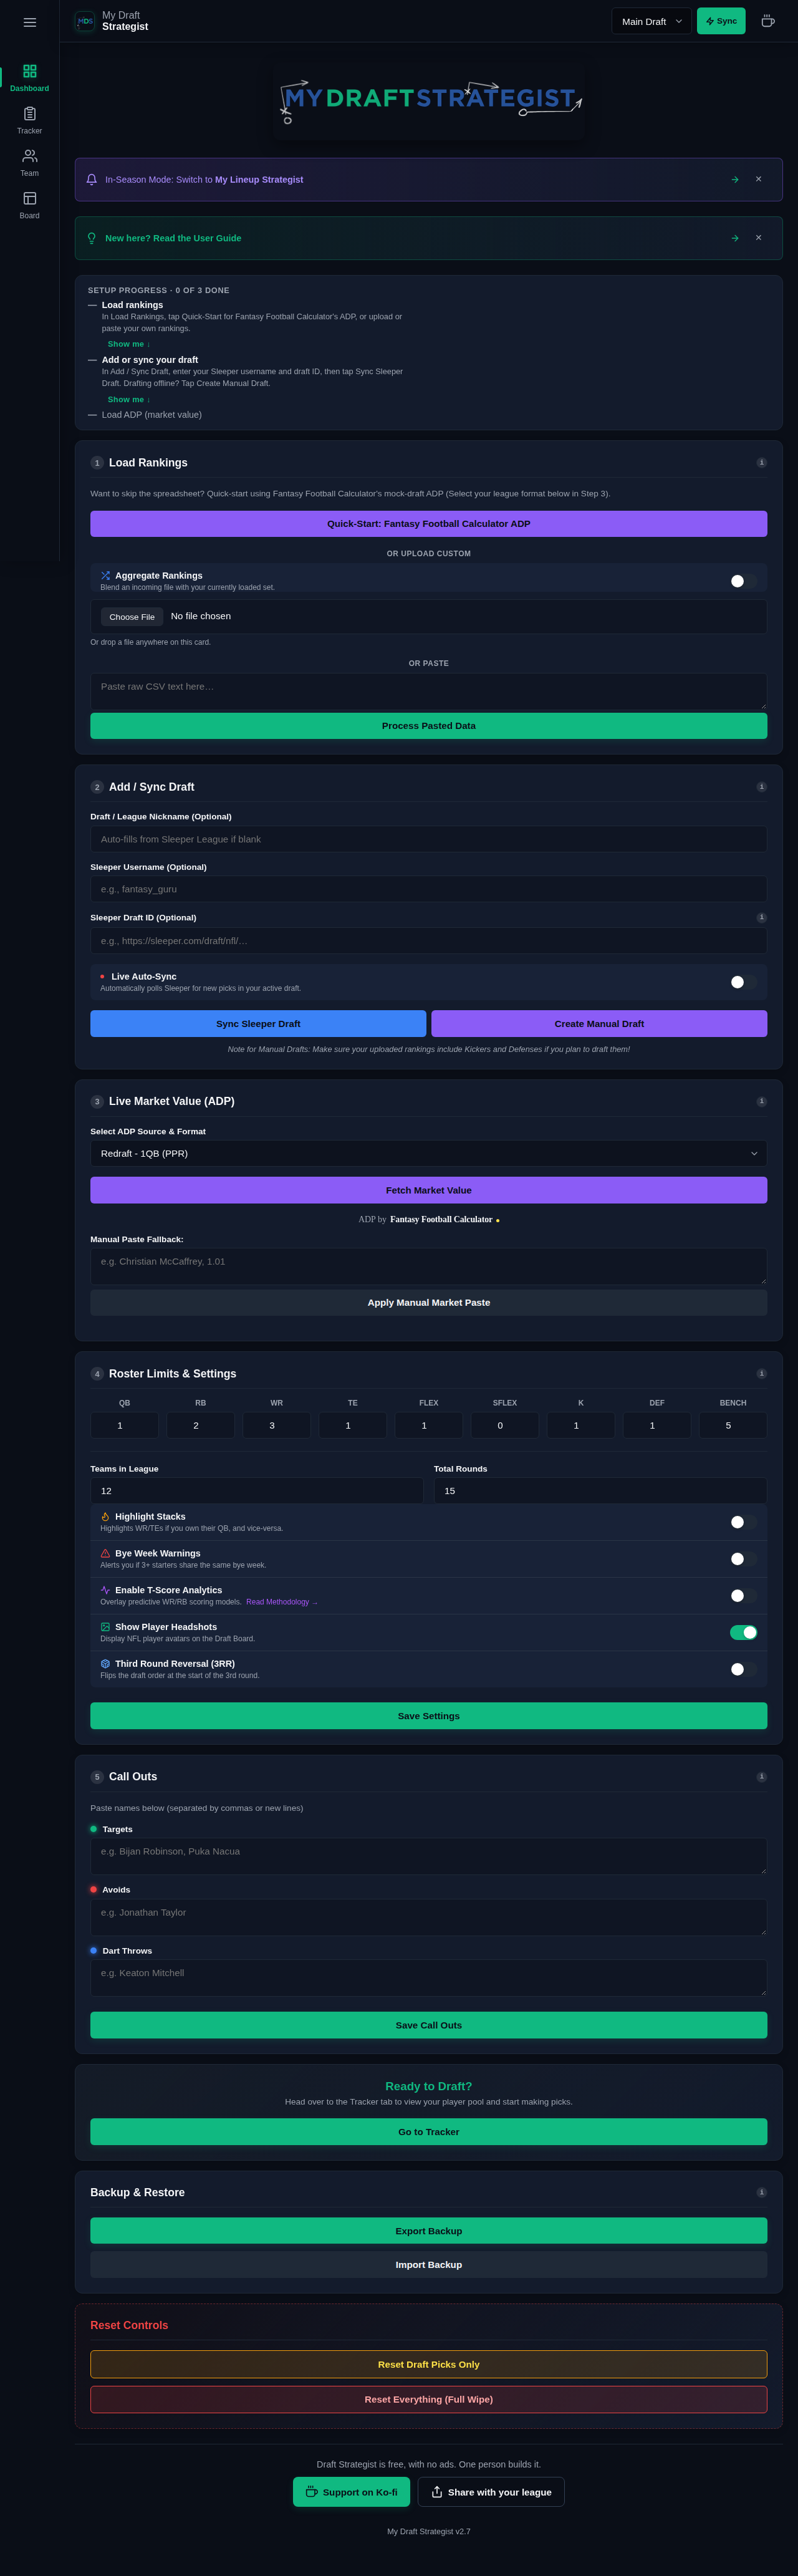 My Draft
Strategist
Main Draft
Sync
Dashboard
Tracker
Team
Board
MDS
MY DRAFT STRATEGIST
In-Season Mode: Switch to My Lineup Strategist
New here? Read the User Guide
SETUP PROGRESS · 0 OF 3 DONE
— Load rankings
In Load Rankings, tap Quick-Start for Fantasy Football Calculator's ADP, or upload or
paste your own rankings.
Show me ↓
— Add or sync your draft
In Add / Sync Draft, enter your Sleeper username and draft ID, then tap Sync Sleeper
Draft. Drafting offline? Tap Create Manual Draft.
Show me ↓
— Load ADP (market value)
1 Load Rankings i
Want to skip the spreadsheet? Quick-start using Fantasy Football Calculator's mock-draft ADP (Select your league format below in Step 3).
Quick-Start: Fantasy Football Calculator ADP
OR UPLOAD CUSTOM
Aggregate Rankings
Blend an incoming file with your currently loaded set.
Choose File No file chosen
Or drop a file anywhere on this card.
OR PASTE
Paste raw CSV text here…
Process Pasted Data
2 Add / Sync Draft i
Draft / League Nickname (Optional)
Auto-fills from Sleeper League if blank
Sleeper Username (Optional)
e.g., fantasy_guru
Sleeper Draft ID (Optional) i
e.g., https://sleeper.com/draft/nfl/…
Live Auto-Sync
Automatically polls Sleeper for new picks in your active draft.
Sync Sleeper Draft Create Manual Draft
Note for Manual Drafts: Make sure your uploaded rankings include Kickers and Defenses if you plan to draft them!
3 Live Market Value (ADP) i
Select ADP Source & Format
Redraft - 1QB (PPR)
Fetch Market Value
ADP by Fantasy Football Calculator
Manual Paste Fallback:
e.g. Christian McCaffrey, 1.01
Apply Manual Market Paste
4 Roster Limits & Settings i
QB RB WR TE FLEX SFLEX K DEF BENCH
1 2 3 1 1 0 1 1 5
Teams in League Total Rounds
12 15
Highlight Stacks
Highlights WR/TEs if you own their QB, and vice-versa.
Bye Week Warnings
Alerts you if 3+ starters share the same bye week.
Enable T-Score Analytics
Overlay predictive WR/RB scoring models. Read Methodology →
Show Player Headshots
Display NFL player avatars on the Draft Board.
Third Round Reversal (3RR)
Flips the draft order at the start of the 3rd round.
Save Settings
5 Call Outs i
Paste names below (separated by commas or new lines)
Targets
e.g. Bijan Robinson, Puka Nacua
Avoids
e.g. Jonathan Taylor
Dart Throws
e.g. Keaton Mitchell
Save Call Outs
Ready to Draft?
Head over to the Tracker tab to view your player pool and start making picks.
Go to Tracker
Backup & Restore i
Export Backup
Import Backup
Reset Controls
Reset Draft Picks Only
Reset Everything (Full Wipe)
Draft Strategist is free, with no ads. One person builds it.
Support on Ko-fi Share with your league
My Draft Strategist v2.7